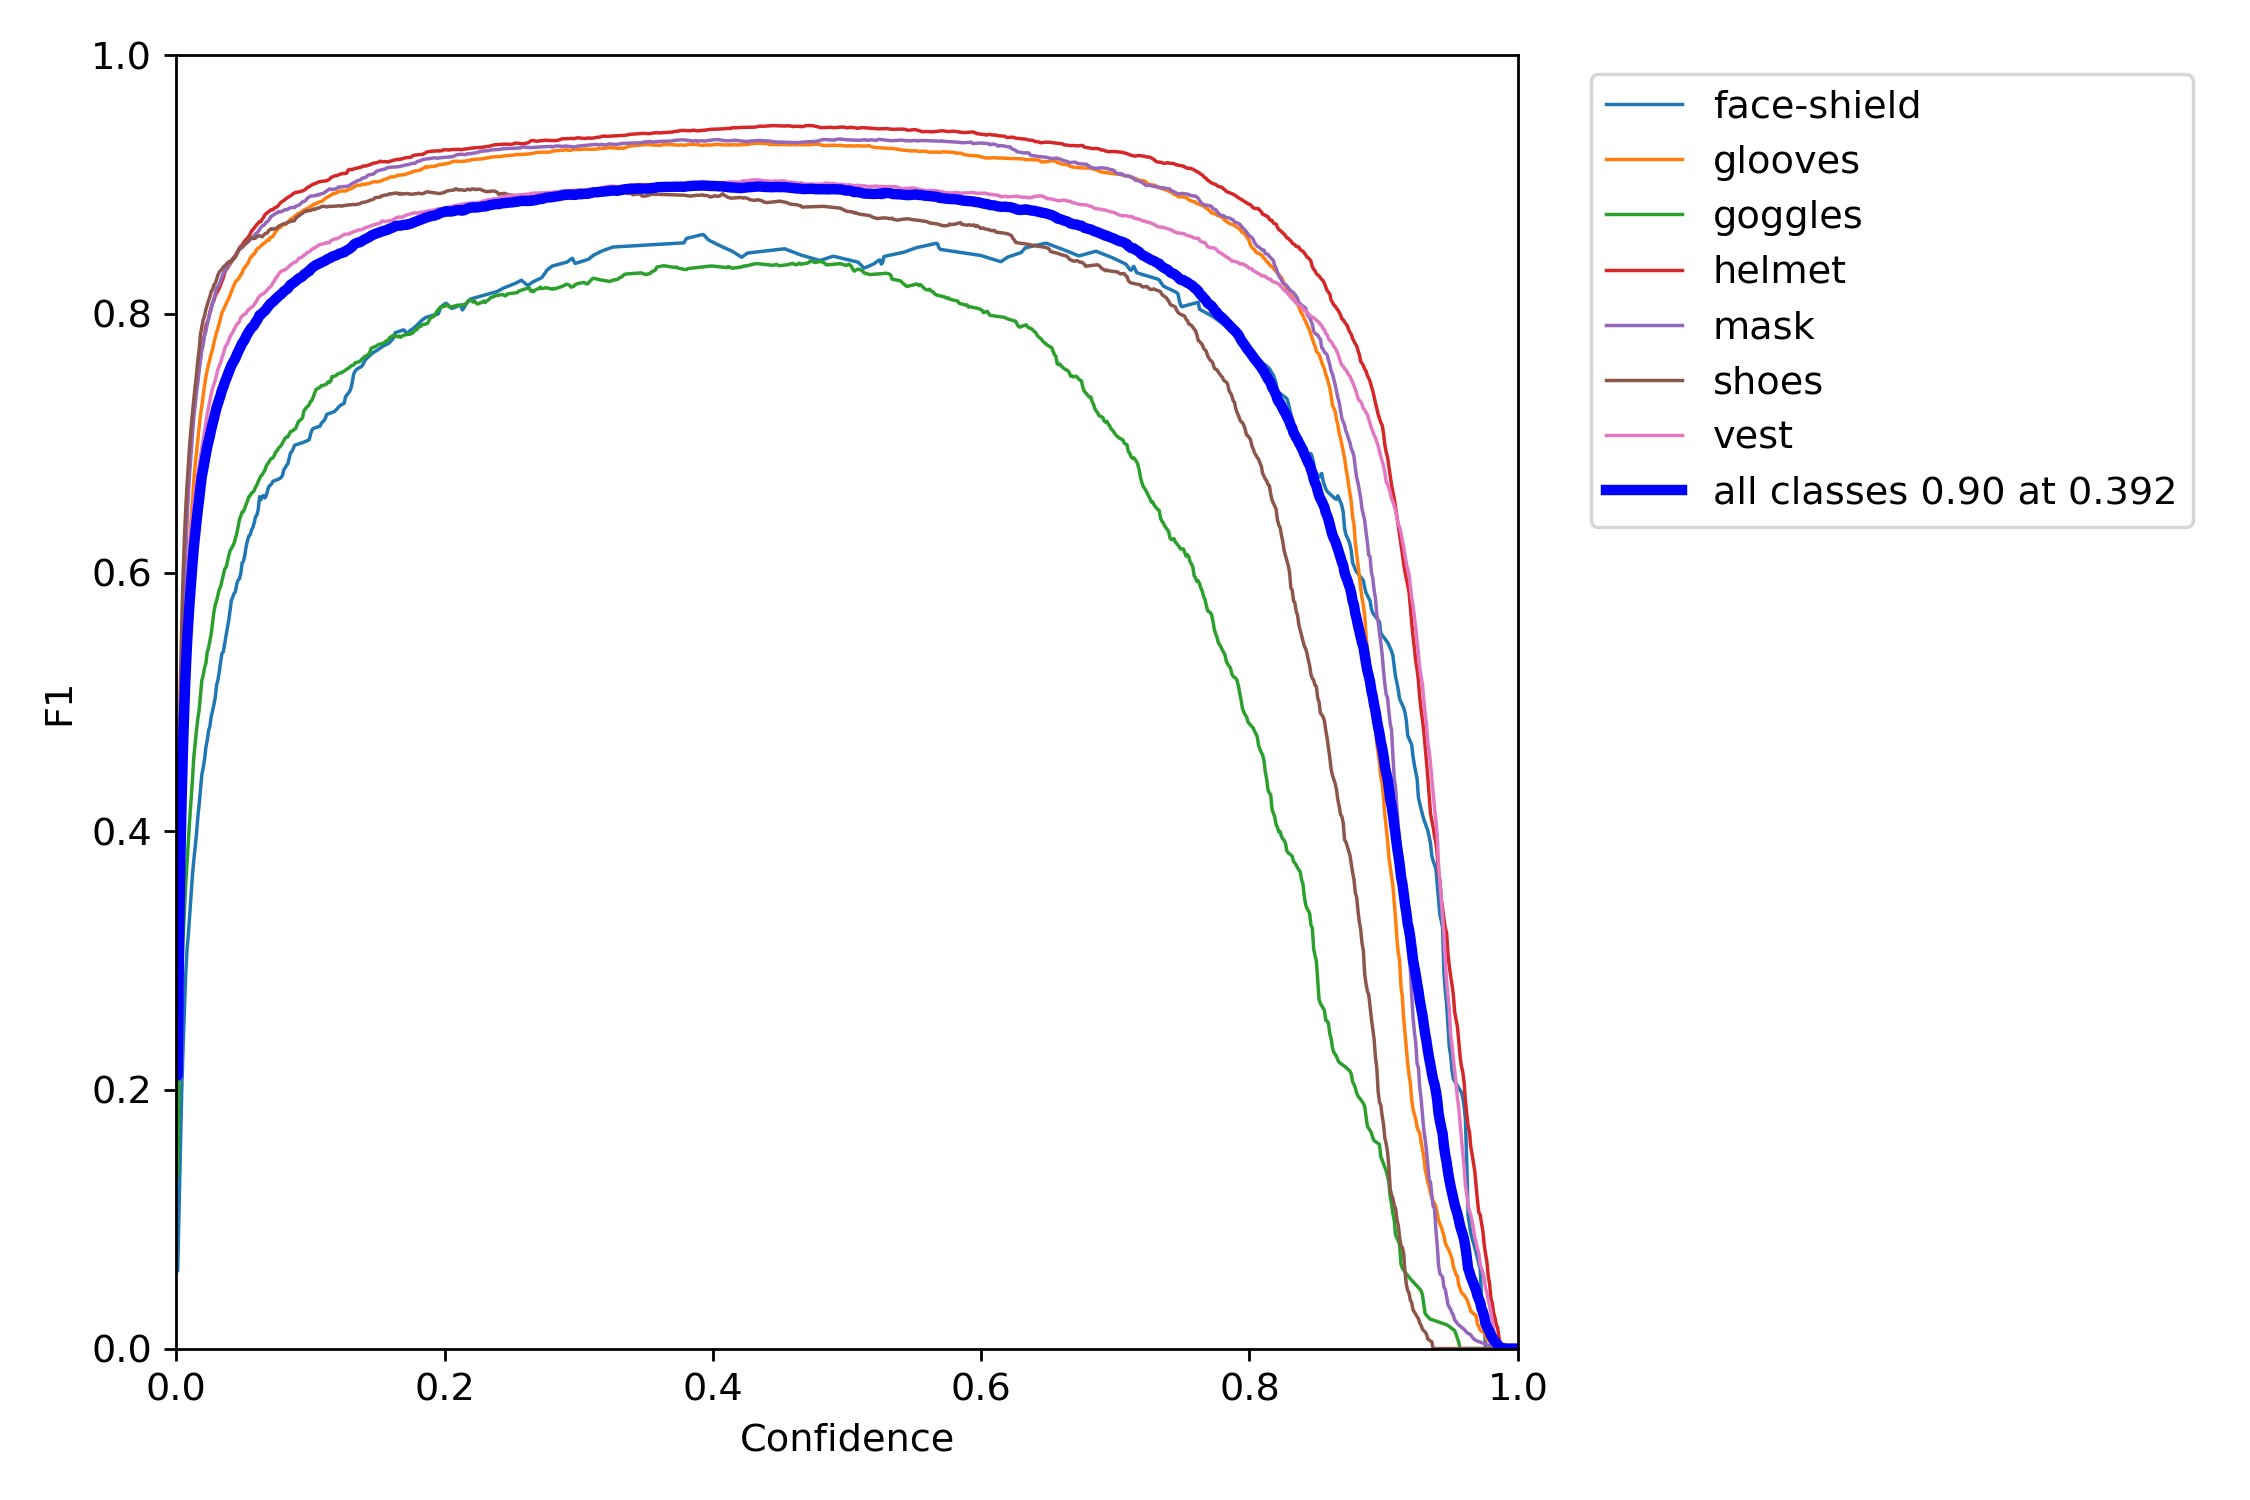 1.0
0.8
0.6
0.4
0.2
0.0
F1
0.0 0.2 0.4 0.6 0.8 1.0
Confidence
face-shield
glooves
goggles
helmet
mask
shoes
vest
all classes 0.90 at 0.392